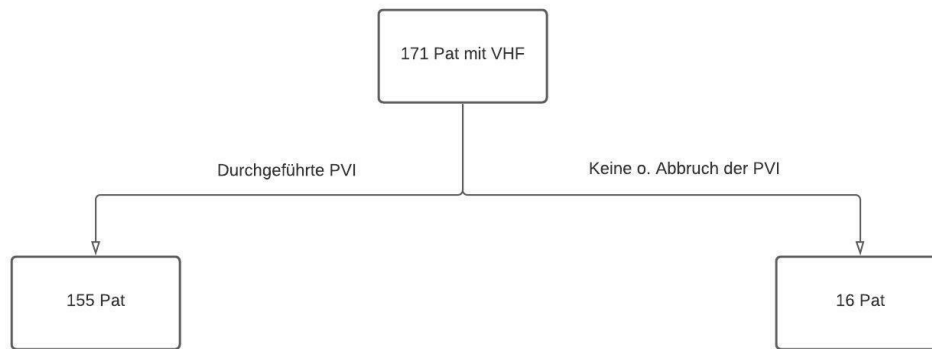 171 Pat mit VHF
Durchgeführte PVI
Keine o. Abbruch der PVI
155 Pat
16 Pat